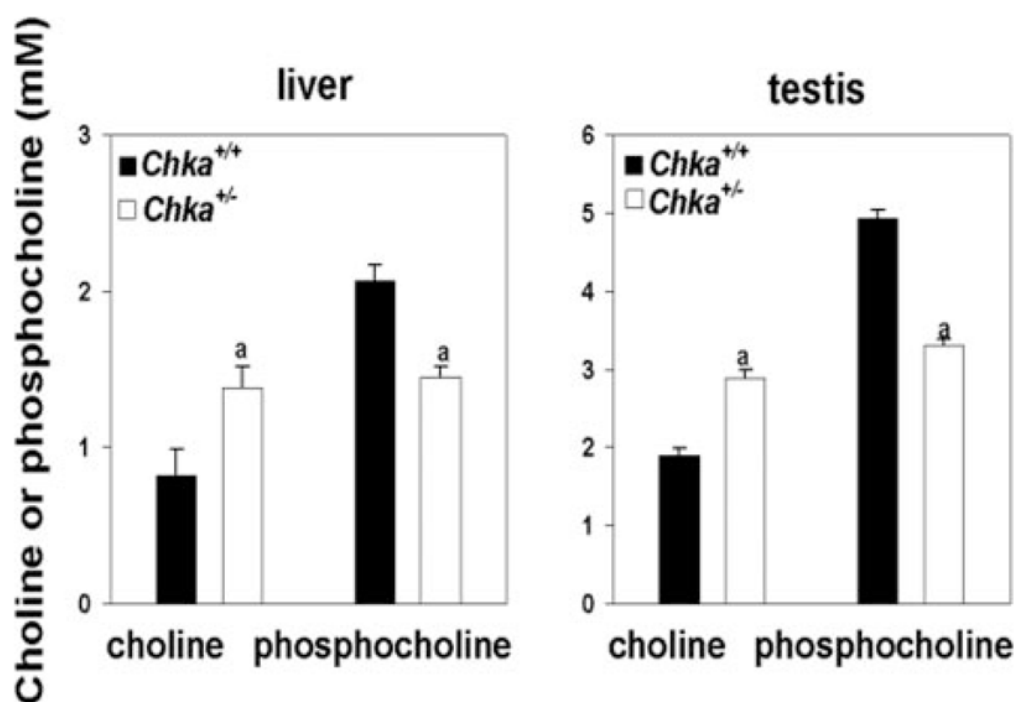 Choline or phosphocholine (mM)
liver
3
2
1
0
Chka+/+
Chka+/-
a
a
choline phosphocholine
testis
6
5
4
3
2
1
0
Chka+/+
Chka+/-
a
a
choline phosphocholine